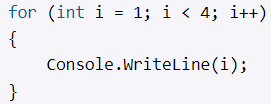 for (int i = 1; i < 4; i++)
{
    Console.WriteLine(i);
}